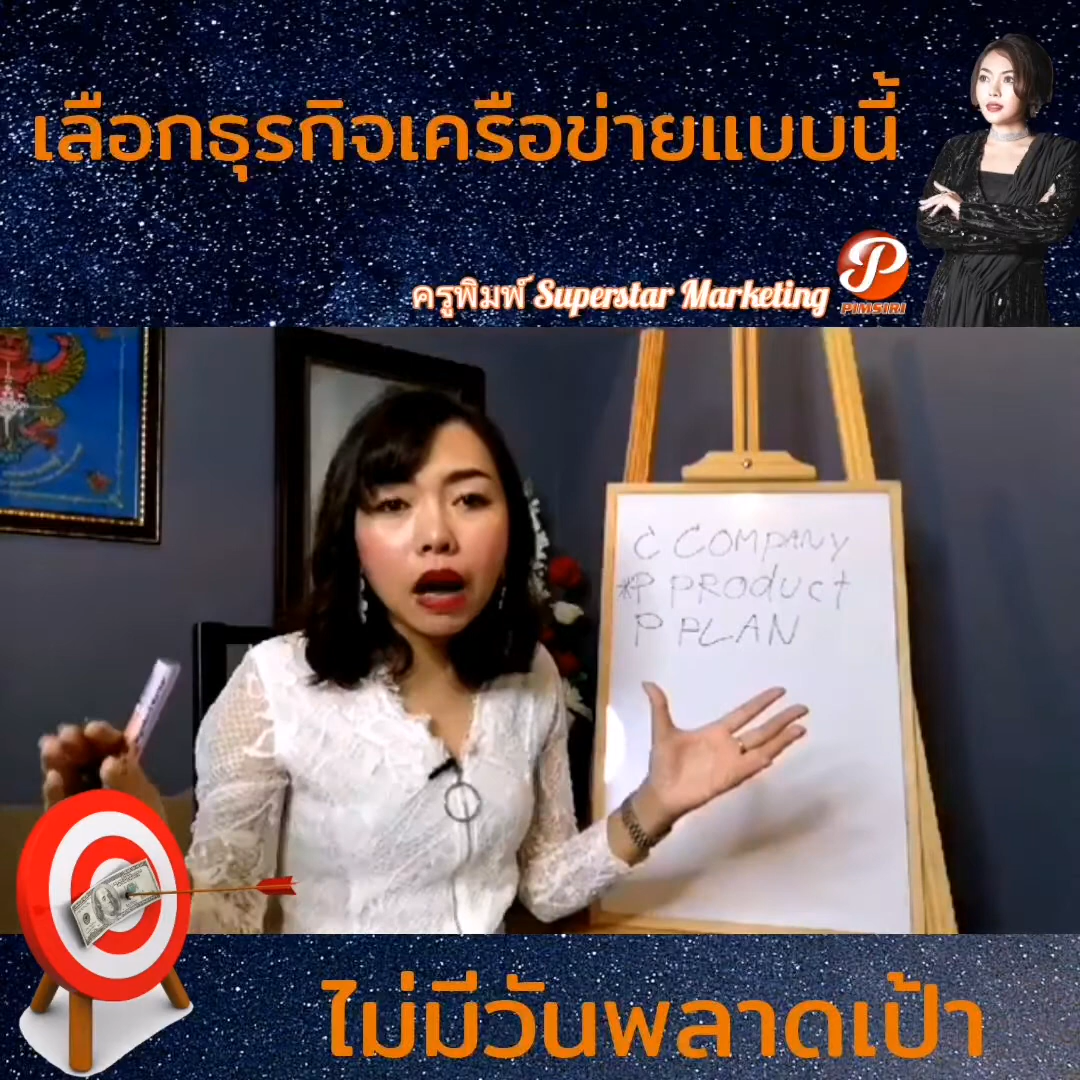 เลือกธุรกิจเครือข่ายแบบนี้
ครูพิมพ์ Superstar Marketing
P
PIMSIRI
C COMPANY
*P PRODUCT
P PLAN
ไม่มีวันพลาดเป้า